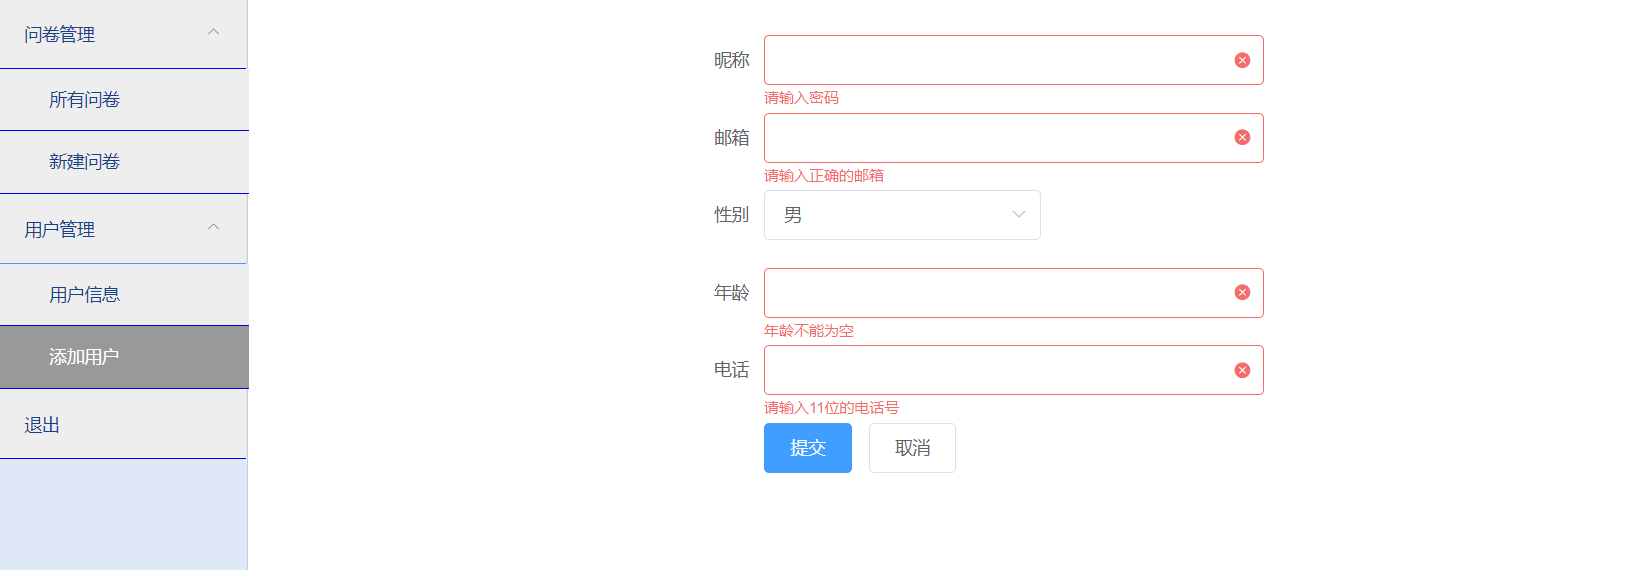 问卷管理
所有问卷
新建问卷
用户管理
用户信息
添加用户
退出
昵称
请输入密码
邮箱
请输入正确的邮箱
性别 男
年龄
年龄不能为空
电话
请输入11位的电话号
提交 取消